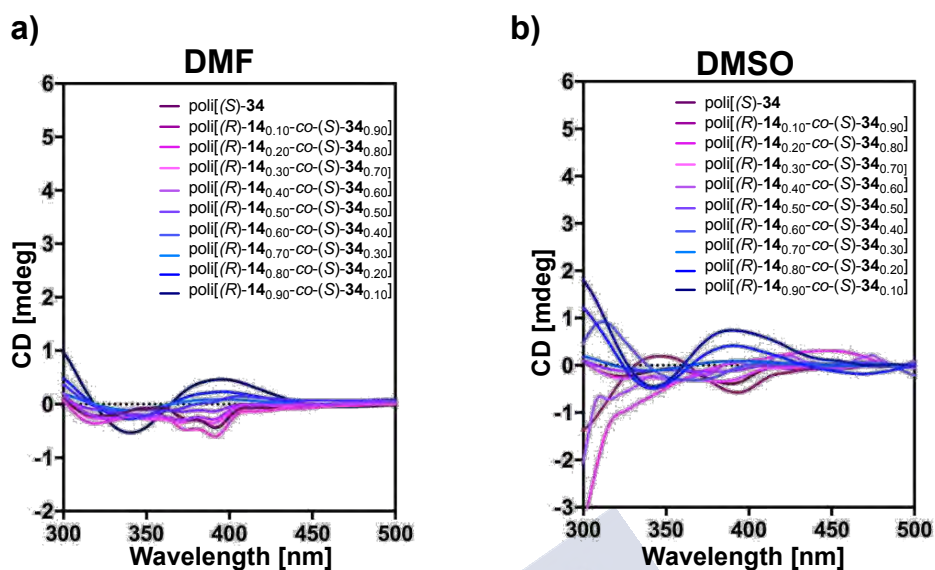 a)
DMF
6
5
4
3
2
1
0
-1
-2
CD [mdeg]
poli[(S)-34
poli[(R)-14₀.₁₀-co-(S)-34₀.₉₀]
poli[(R)-14₀.₂₀-co-(S)-34₀.₈₀]
poli[(R)-14₀.₃₀-co-(S)-34₀.₇₀]
poli[(R)-14₀.₄₀-co-(S)-34₀.₆₀]
poli[(R)-14₀.₅₀-co-(S)-34₀.₅₀]
poli[(R)-14₀.₆₀-co-(S)-34₀.₄₀]
poli[(R)-14₀.₇₀-co-(S)-34₀.₃₀]
poli[(R)-14₀.₈₀-co-(S)-34₀.₂₀]
poli[(R)-14₀.₉₀-co-(S)-34₀.₁₀]
300 350 400 450 500
Wavelength [nm]
b)
DMSO
6
5
4
3
2
1
0
-1
-2
-3
CD [mdeg]
poli[(S)-34
poli[(R)-14₀.₁₀-co-(S)-34₀.₉₀]
poli[(R)-14₀.₂₀-co-(S)-34₀.₈₀]
poli[(R)-14₀.₃₀-co-(S)-34₀.₇₀]
poli[(R)-14₀.₄₀-co-(S)-34₀.₆₀]
poli[(R)-14₀.₅₀-co-(S)-34₀.₅₀]
poli[(R)-14₀.₆₀-co-(S)-34₀.₄₀]
poli[(R)-14₀.₇₀-co-(S)-34₀.₃₀]
poli[(R)-14₀.₈₀-co-(S)-34₀.₂₀]
poli[(R)-14₀.₉₀-co-(S)-34₀.₁₀]
300 350 400 450 500
Wavelength [nm]